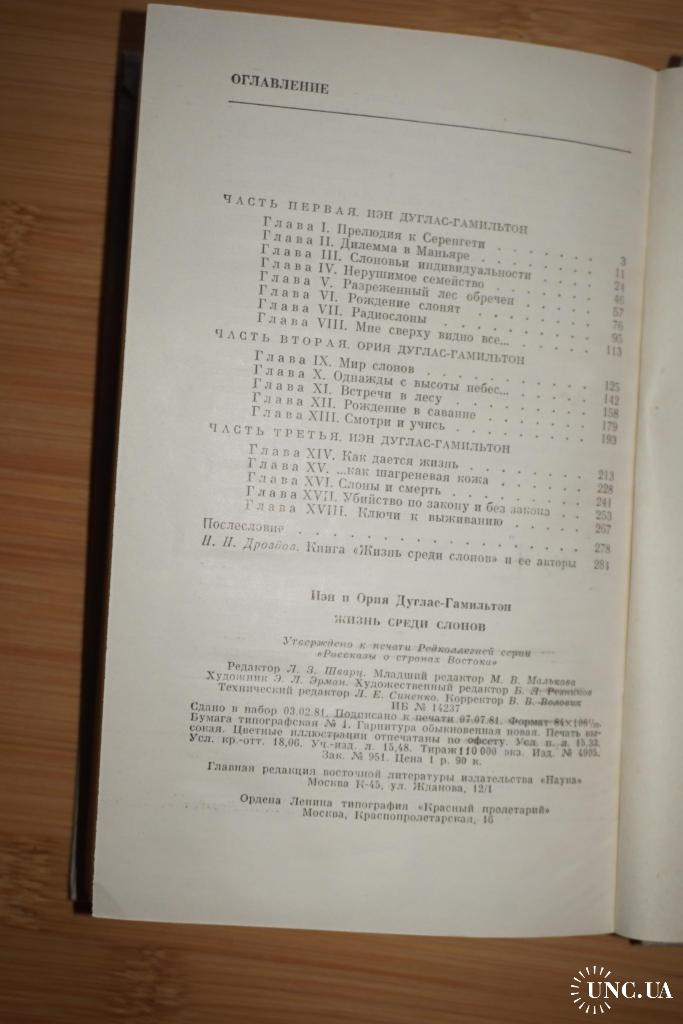 ОГЛАВЛЕНИЕ
ЧАСТЬ ПЕРВАЯ. ИЭН ДУГЛАС-ГАМИЛЬТОН
Глава I. Прелюдия к Серенгети . . . . . . . 3
Глава II. Дилемма в Маньяре . . . . . . . 11
Глава III. Слоновьи индивидуальности . . . . . 24
Глава IV. Нерушимое семейство . . . . . . . 46
Глава V. Разреженный лес обречен . . . . . . 57
Глава VI. Рождение слонят . . . . . . . . 76
Глава VII. Радиослоны . . . . . . . . . 95
Глава VIII. Мне сверху видно все... . . . . . . 113
ЧАСТЬ ВТОРАЯ. ОРИЯ ДУГЛАС-ГАМИЛЬТОН
Глава IX. Мир слонов . . . . . . . . . 125
Глава X. Однажды с высоты небес... . . . . . 142
Глава XI. Встречи в лесу . . . . . . . . 158
Глава XII. Рождение в саванне . . . . . . . 179
Глава XIII. Смотри и учись . . . . . . . . 193
ЧАСТЬ ТРЕТЬЯ. ИЭН ДУГЛАС-ГАМИЛЬТОН
Глава XIV. Как дается жизнь . . . . . . . 213
Глава XV. ...как шагреневая кожа . . . . . . 228
Глава XVI. Слоны и смерть . . . . . . . . 241
Глава XVII. Убийство по закону и без закона . . . 253
Глава XVIII. Ключи к выживанию . . . . . . 267
Послесловие . . . . . . . . . . . . 278
Н. Н. Дроздов. Книга «Жизнь среди слонов» и ее авторы 284
Иэн и Ория Дуглас-Гамильтон
ЖИЗНЬ СРЕДИ СЛОНОВ
Утверждено к печати Редколлегией серии
«Рассказы о странах Востока»
Редактор Л. З. Шварц. Младший редактор М. В. Малькова
Художник Э. Л. Эрман. Художественный редактор Б. Л. Резников
Технический редактор Л. Е. Синенко. Корректор В. В. Воловик
ИБ № 14237
Сдано в набор 03.02.81. Подписано к печати 07.07.81. Формат 84×108¹/₃₂.
Бумага типографская № 1. Гарнитура обыкновенная новая. Печать вы-
сокая. Цветные иллюстрации отпечатаны по офсету. Усл. п. л. 15,33.
Усл. кр.-отт. 18,06. Уч.-изд. л. 15,48. Тираж 110 000 экз. Изд. № 4905.
Зак. № 951. Цена 1 р. 90 к.
Главная редакция восточной литературы издательства «Наука»
Москва К-45, ул. Жданова, 12/1
Ордена Ленина типография «Красный пролетарий»
Москва, Краснопролетарская, 16
UNC.UA